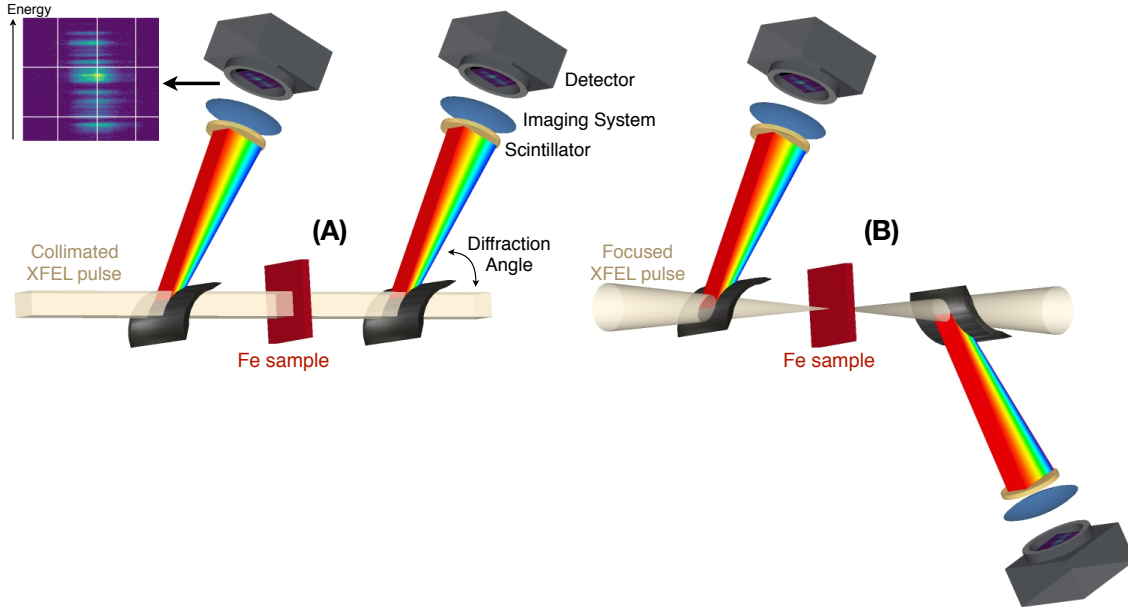 Energy
Detector
Imaging System
Scintillator
(A)
Diffraction
Angle
Collimated
XFEL pulse
Fe sample
(B)
Focused
XFEL pulse
Fe sample